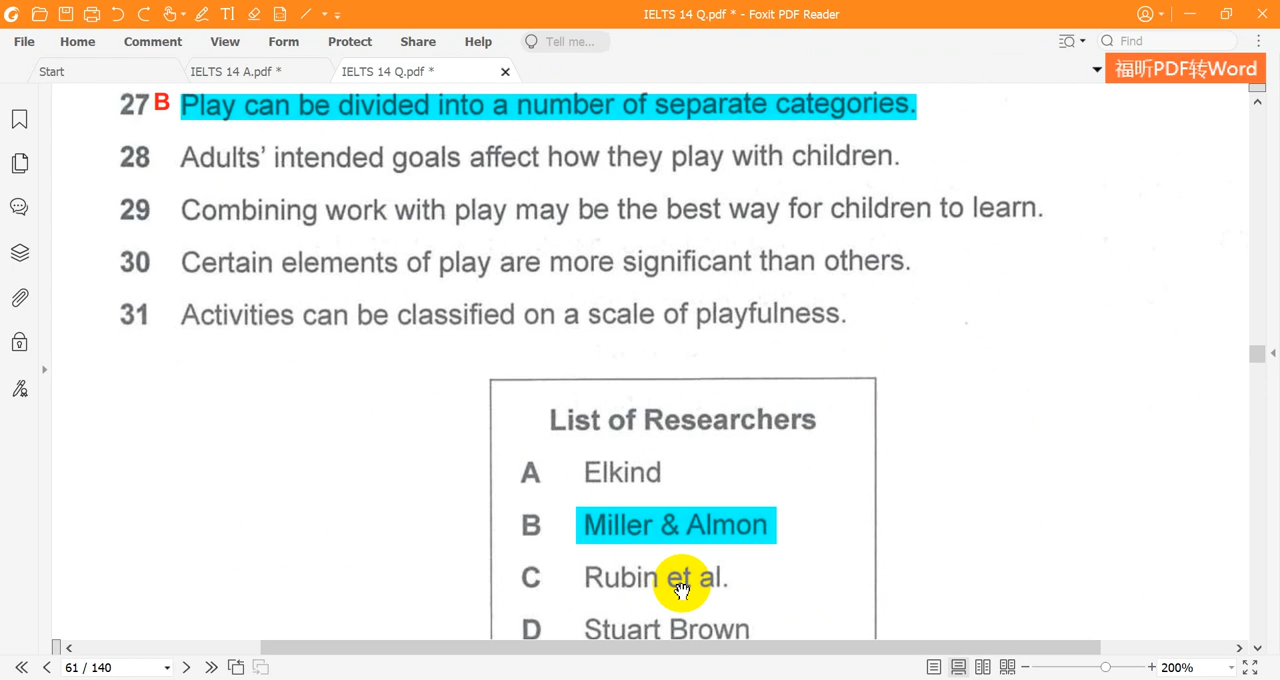 IELTS 14 Q.pdf * - Foxit PDF Reader
File Home Comment View Form Protect Share Help Tell me... Find
Start IELTS 14 A.pdf * IELTS 14 Q.pdf * 福昕PDF转Word
27 B Play can be divided into a number of separate categories.
28 Adults' intended goals affect how they play with children.
29 Combining work with play may be the best way for children to learn.
30 Certain elements of play are more significant than others.
31 Activities can be classified on a scale of playfulness.
List of Researchers
A Elkind
B Miller & Almon
C Rubin et al.
D Stuart Brown
61 / 140 200%